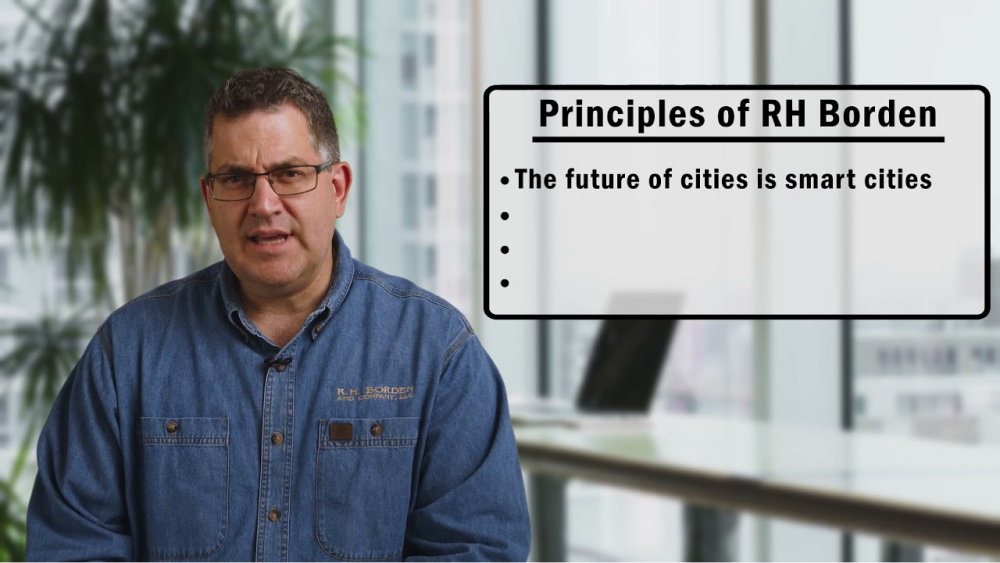 Principles of RH Borden
• The future of cities is smart cities
•
•
•
R. H. BORDEN
AND COMPANY, LLC